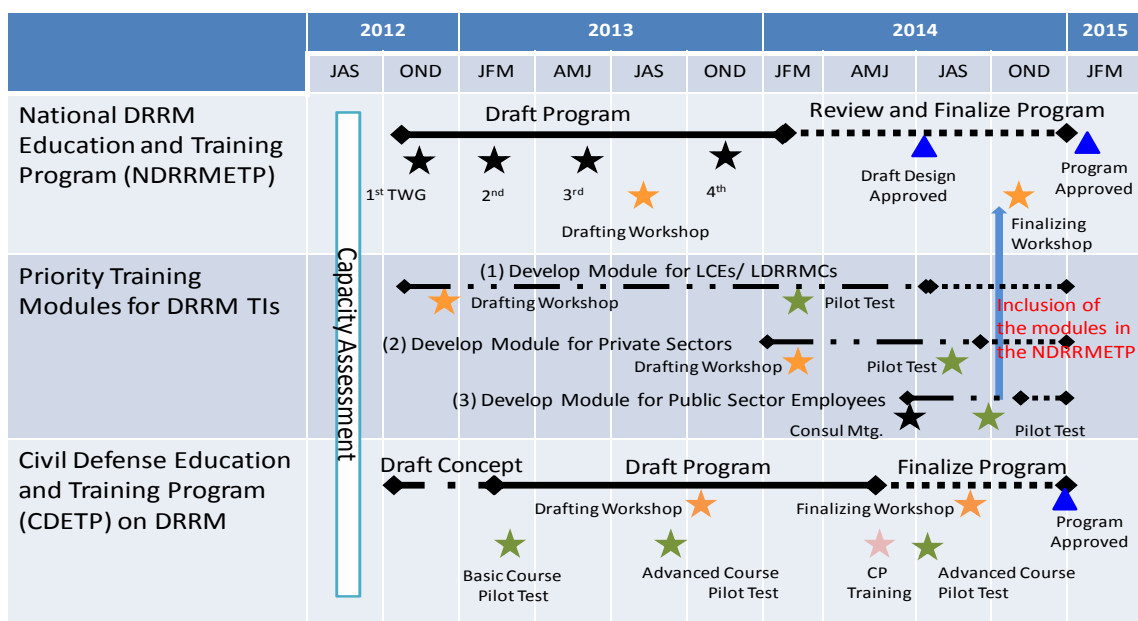 2012 2013 2014 2015
JAS OND JFM AMJ JAS OND JFM AMJ JAS OND JFM
National DRRM
Education and Training
Program (NDRRMETP)
Draft Program
Review and Finalize Program
1st TWG
2nd
3rd
4th
Drafting Workshop
Draft Design
Approved
Program
Approved
Finalizing
Workshop
Capacity Assessment
Priority Training
Modules for DRRM TIs
(1) Develop Module for LCEs/ LDRRMCs
Drafting Workshop
Pilot Test
Inclusion of
the modules in
the NDRRMETP
(2) Develop Module for Private Sectors
Drafting Workshop
Pilot Test
(3) Develop Module for Public Sector Employees
Consul Mtg.
Pilot Test
Civil Defense Education
and Training Program
(CDETP) on DRRM
Draft Concept
Draft Program
Finalize Program
Drafting Workshop
Finalizing Workshop
Program
Approved
Basic Course
Pilot Test
Advanced Course
Pilot Test
CP
Training
Advanced Course
Pilot Test